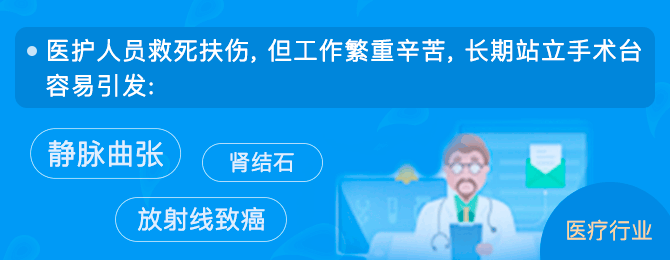 医护人员救死扶伤, 但工作繁重辛苦, 长期站立手术台
容易引发:
静脉曲张
肾结石
放射线致癌
医疗行业